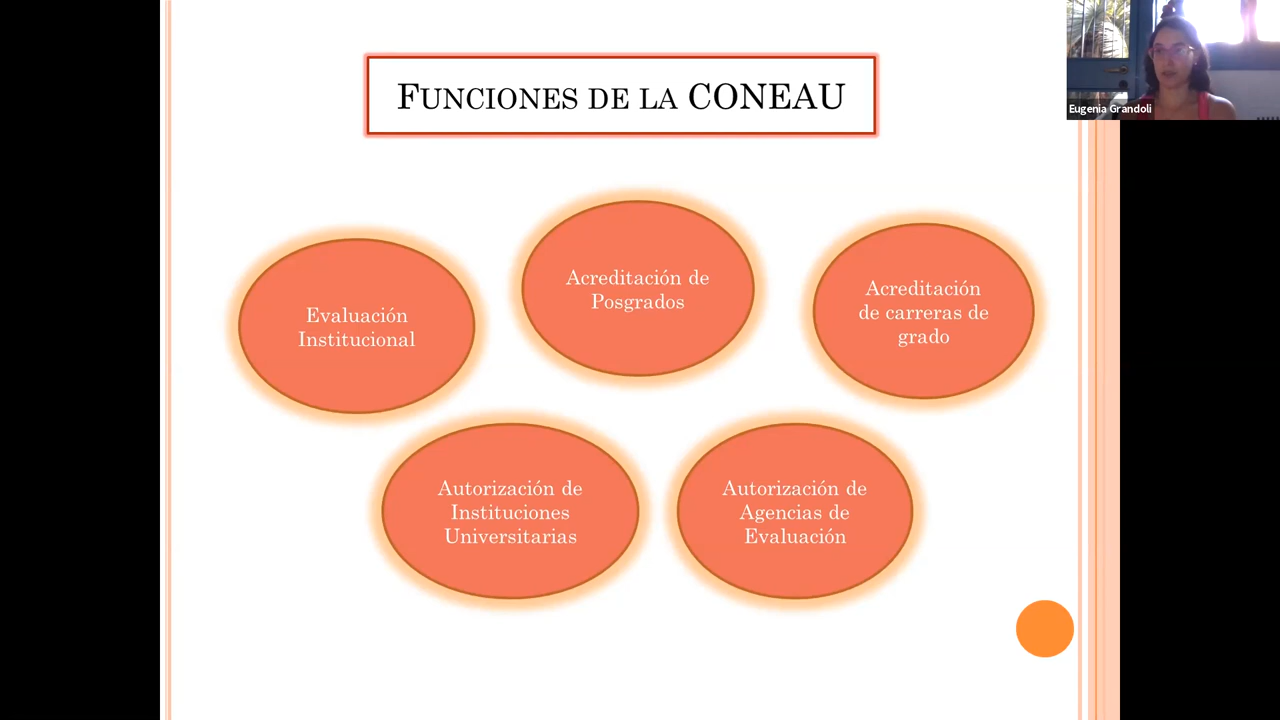 FUNCIONES DE LA CONEAU
Eugenia Grandoli
Evaluación
Institucional
Acreditación de
Posgrados
Acreditación
de carreras de
grado
Autorización de
Instituciones
Universitarias
Autorización de
Agencias de
Evaluación